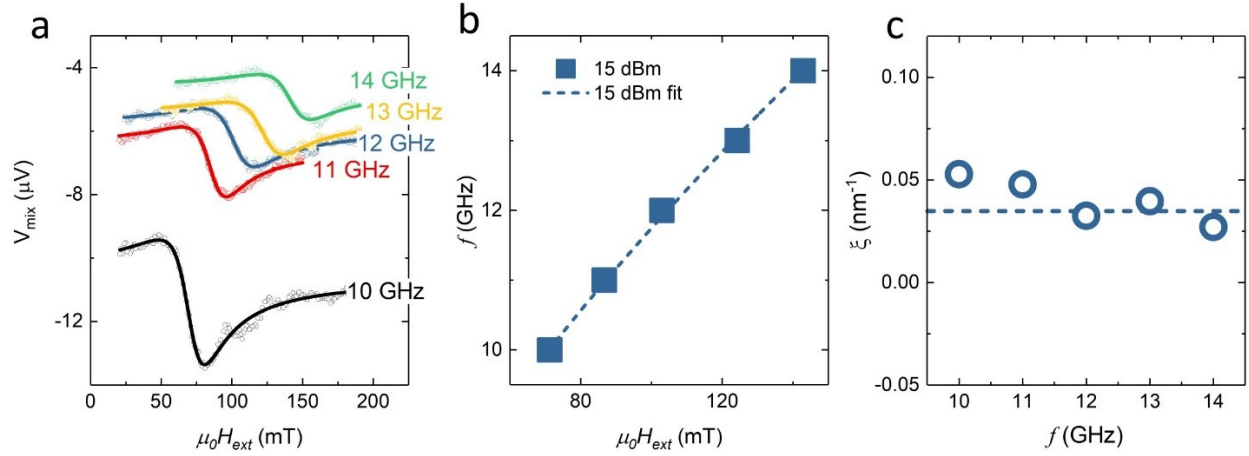 a
-4
-8
-12
V_mix (μV)
14 GHz
13 GHz
12 GHz
11 GHz
10 GHz
0 50 100 150 200
μ₀H_ext (mT)
b
14
12
10
f (GHz)
15 dBm
15 dBm fit
80 120
μ₀H_ext (mT)
c
0.10
0.05
0.00
-0.05
ξ (nm⁻¹)
10 11 12 13 14
f (GHz)